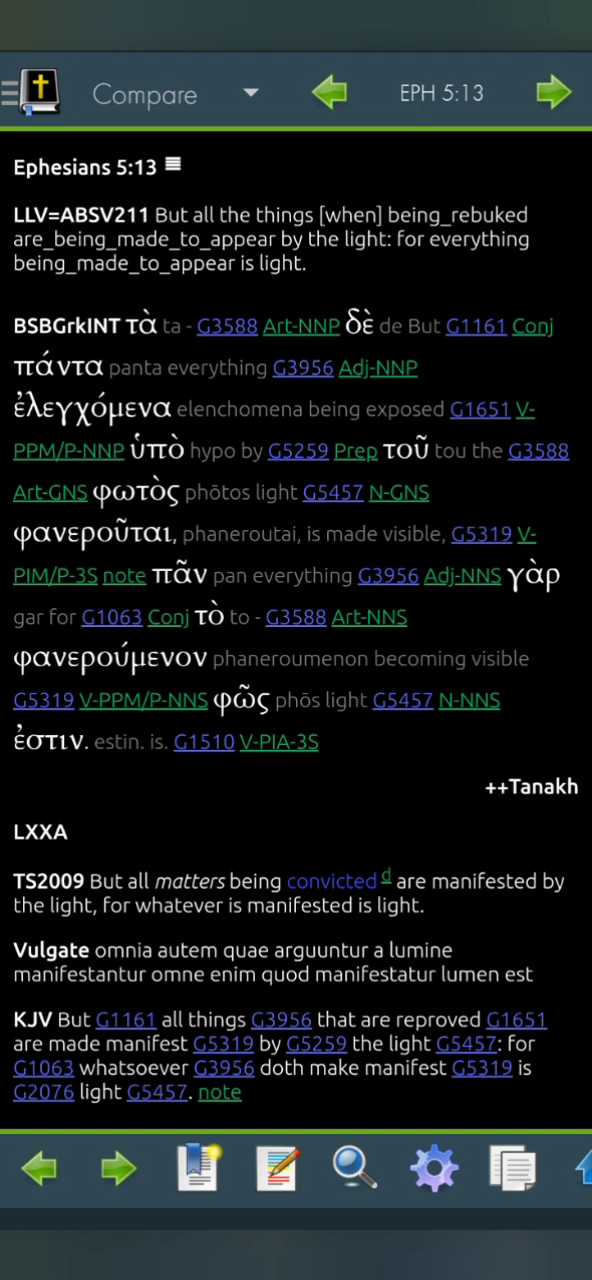 Compare EPH 5:13
Ephesians 5:13
LLV=ABSV211 But all the things [when] being_rebuked
are_being_made_to_appear by the light: for everything
being_made_to_appear is light.
BSBGrkINT τὰ ta - G3588 Art-NNP δὲ de But G1161 Conj
πάντα panta everything G3956 Adj-NNP
ἐλεγχόμενα elenchomena being exposed G1651 V-
PPM/P-NNP ὑπὸ hypo by G5259 Prep τοῦ tou the G3588
Art-GNS φωτὸς phōtos light G5457 N-GNS
φανεροῦται, phaneroutai, is made visible, G5319 V-
PIM/P-3S note πᾶν pan everything G3956 Adj-NNS γὰρ
gar for G1063 Conj τὸ to - G3588 Art-NNS
φανερούμενον phaneroumenon becoming visible
G5319 V-PPM/P-NNS φῶς phōs light G5457 N-NNS
ἐστιν. estin. is. G1510 V-PIA-3S
++Tanakh
LXXA
TS2009 But all matters being convicted d are manifested by
the light, for whatever is manifested is light.
Vulgate omnia autem quae arguuntur a lumine
manifestantur omne enim quod manifestatur lumen est
KJV But G1161 all things G3956 that are reproved G1651
are made manifest G5319 by G5259 the light G5457: for
G1063 whatsoever G3956 doth make manifest G5319 is
G2076 light G5457. note